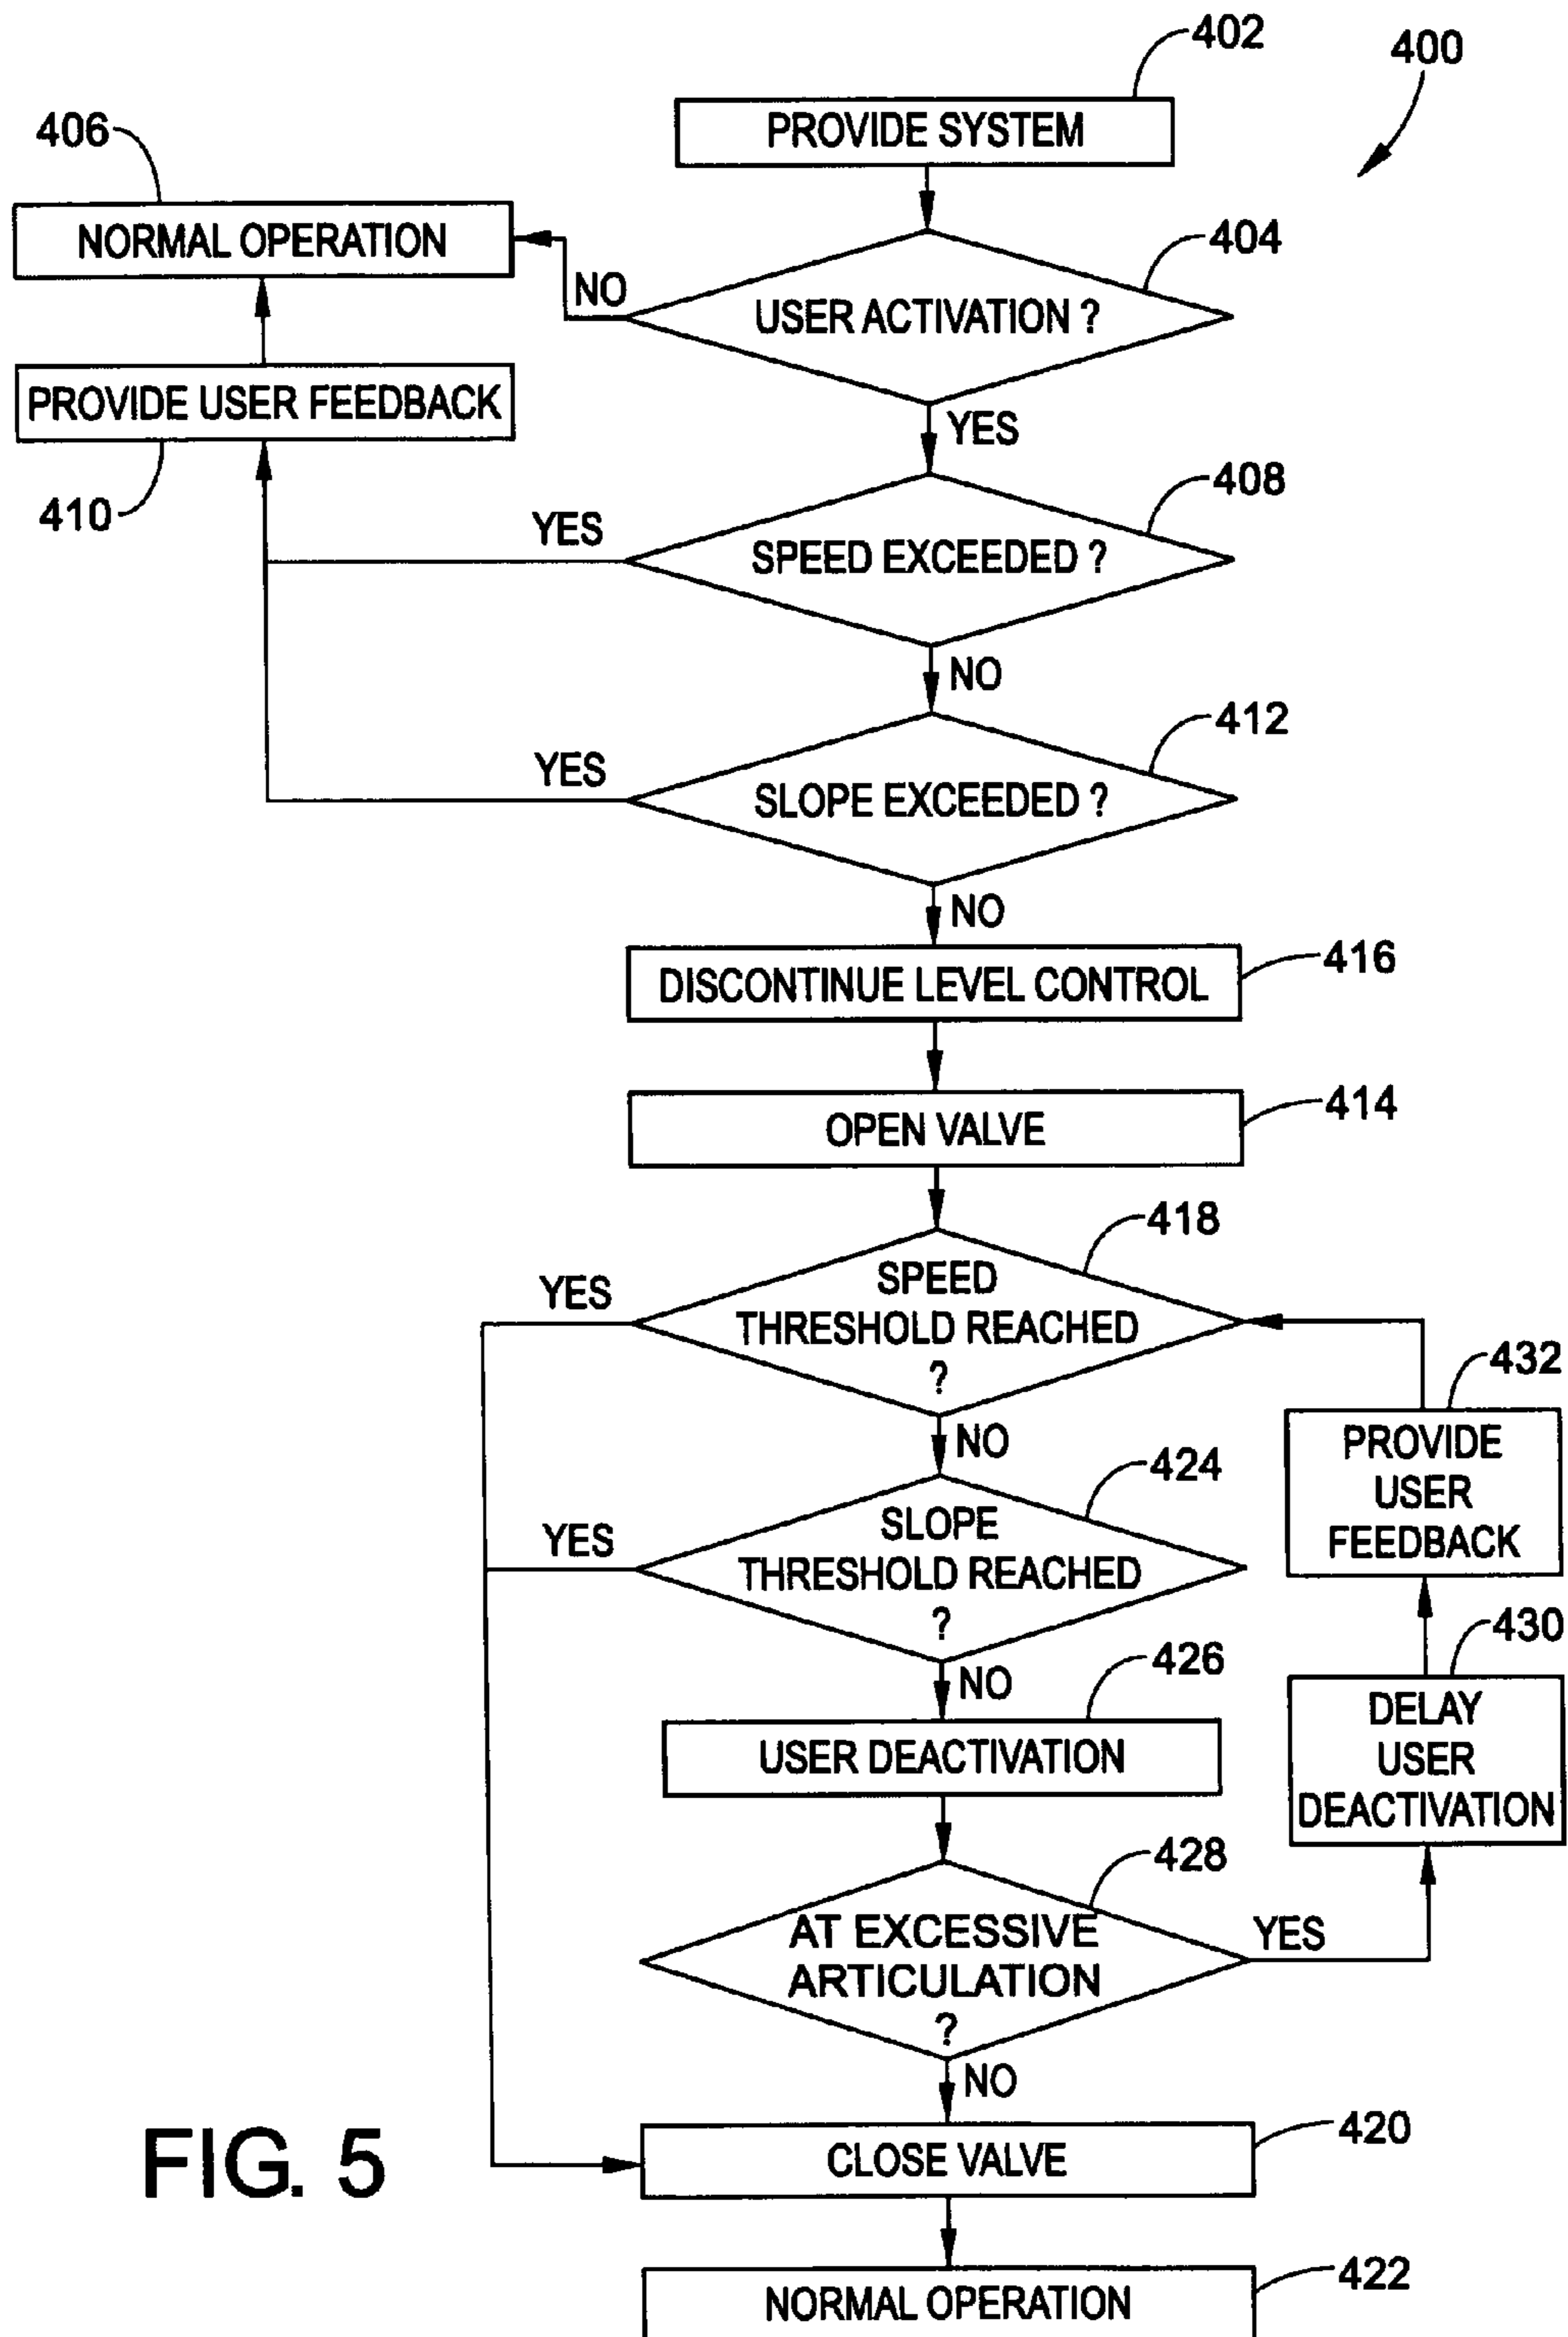 402
400
PROVIDE SYSTEM
406
NORMAL OPERATION
404
NO
USER ACTIVATION ?
PROVIDE USER FEEDBACK
YES
410
408
YES
SPEED EXCEEDED ?
NO
412
YES
SLOPE EXCEEDED ?
NO
416
DISCONTINUE LEVEL CONTROL
414
OPEN VALVE
418
YES
SPEED
THRESHOLD REACHED
?
432
PROVIDE
USER
FEEDBACK
NO
424
YES
SLOPE
THRESHOLD REACHED
?
430
DELAY
USER
DEACTIVATION
NO
426
USER DEACTIVATION
428
AT EXCESSIVE
ARTICULATION
?
YES
NO
420
CLOSE VALVE
FIG. 5
422
NORMAL OPERATION